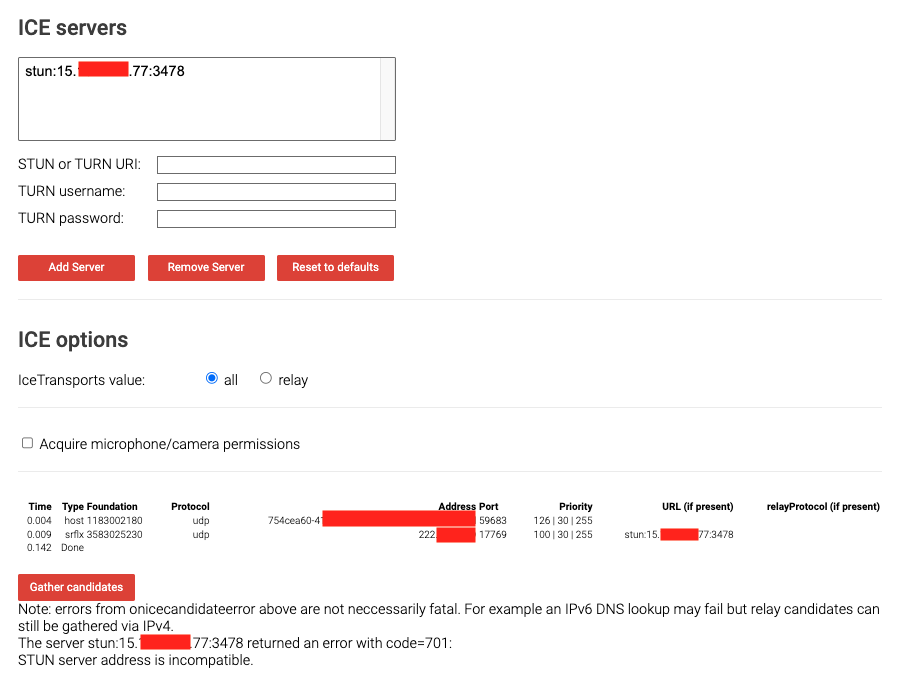 ICE servers
stun:15. .77:3478
STUN or TURN URI:
TURN username:
TURN password:
Add Server Remove Server Reset to defaults
ICE options
IceTransports value: all relay
Acquire microphone/camera permissions
Time Type Foundation Protocol Address Port Priority URL (if present) relayProtocol (if present)
0.004 host 1183002180 udp 754cea60-4 59683 126 | 30 | 255
0.009 srflx 3583025230 udp 222 17769 100 | 30 | 255 stun:15. 77:3478
0.142 Done
Gather candidates
Note: errors from onicecandidateerror above are not neccessarily fatal. For example an IPv6 DNS lookup may fail but relay candidates can
still be gathered via IPv4.
The server stun:15. .77:3478 returned an error with code=701:
STUN server address is incompatible.